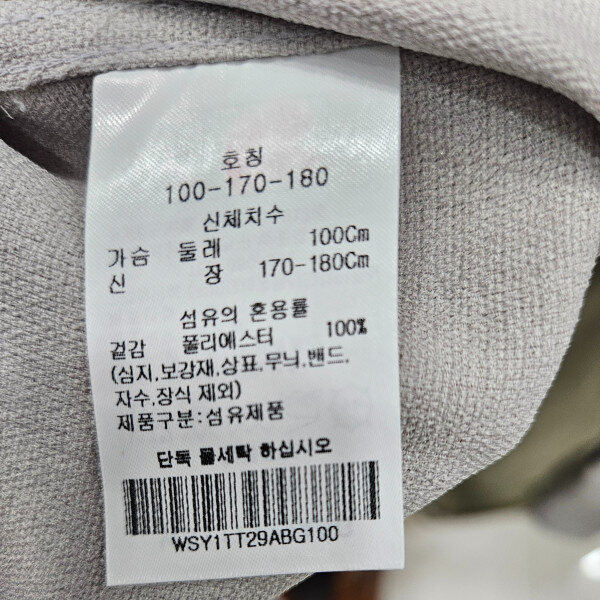 호칭
100-170-180
신체치수
가슴 둘레 100Cm
신 장 170-180Cm
섬유의 혼용률
겉감 폴리에스터 100%
(심지,보강재,상표,무늬,밴드,
자수,장식 제외)
제품구분:섬유제품
단독 물세탁 하십시오
WSY1TT29ABG100